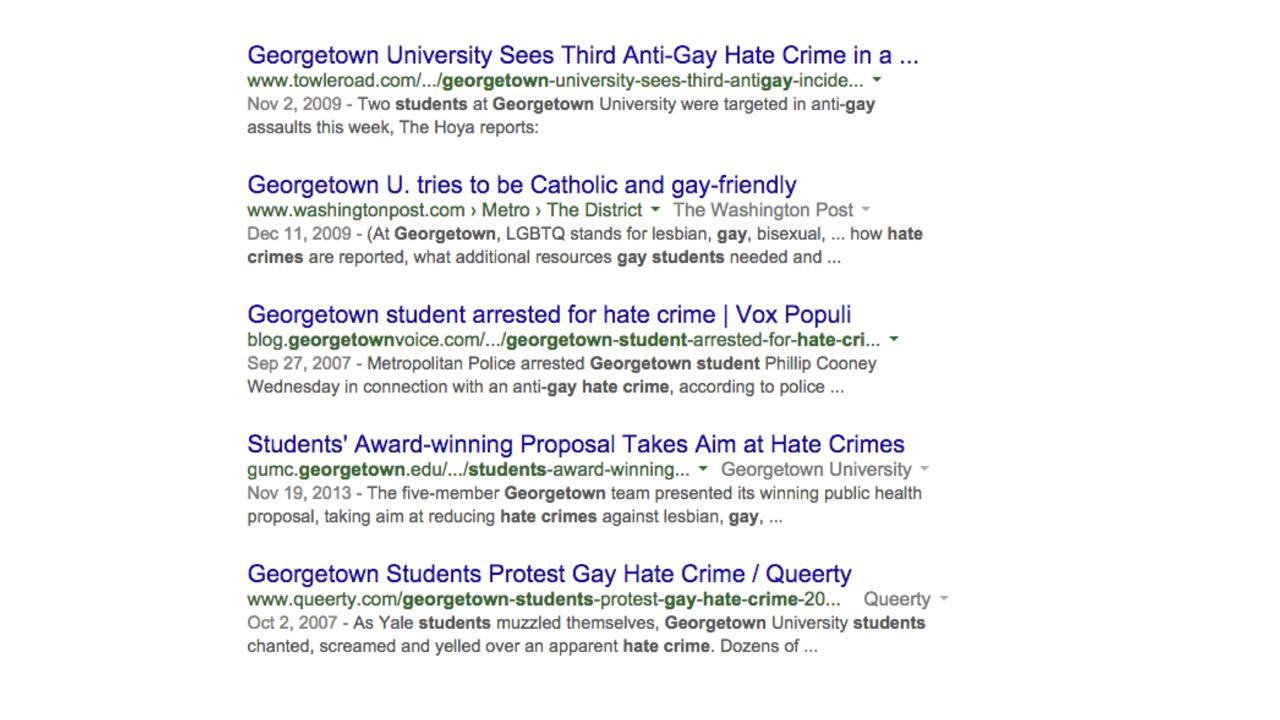 Georgetown University Sees Third Anti-Gay Hate Crime in a ...
www.towleroad.com/.../georgetown-university-sees-third-antigay-incide...
Nov 2, 2009 - Two students at Georgetown University were targeted in anti-gay
assaults this week, The Hoya reports:
Georgetown U. tries to be Catholic and gay-friendly
www.washingtonpost.com › Metro › The District The Washington Post
Dec 11, 2009 - (At Georgetown, LGBTQ stands for lesbian, gay, bisexual, ... how hate
crimes are reported, what additional resources gay students needed and ...
Georgetown student arrested for hate crime | Vox Populi
blog.georgetownvoice.com/.../georgetown-student-arrested-for-hate-cri...
Sep 27, 2007 - Metropolitan Police arrested Georgetown student Phillip Cooney
Wednesday in connection with an anti-gay hate crime, according to police ...
Students' Award-winning Proposal Takes Aim at Hate Crimes
gumc.georgetown.edu/.../students-award-winning... Georgetown University
Nov 19, 2013 - The five-member Georgetown team presented its winning public health
proposal, taking aim at reducing hate crimes against lesbian, gay, ...
Georgetown Students Protest Gay Hate Crime / Queerty
www.queerty.com/georgetown-students-protest-gay-hate-crime-20... Queerty
Oct 2, 2007 - As Yale students muzzled themselves, Georgetown University students
chanted, screamed and yelled over an apparent hate crime. Dozens of ...